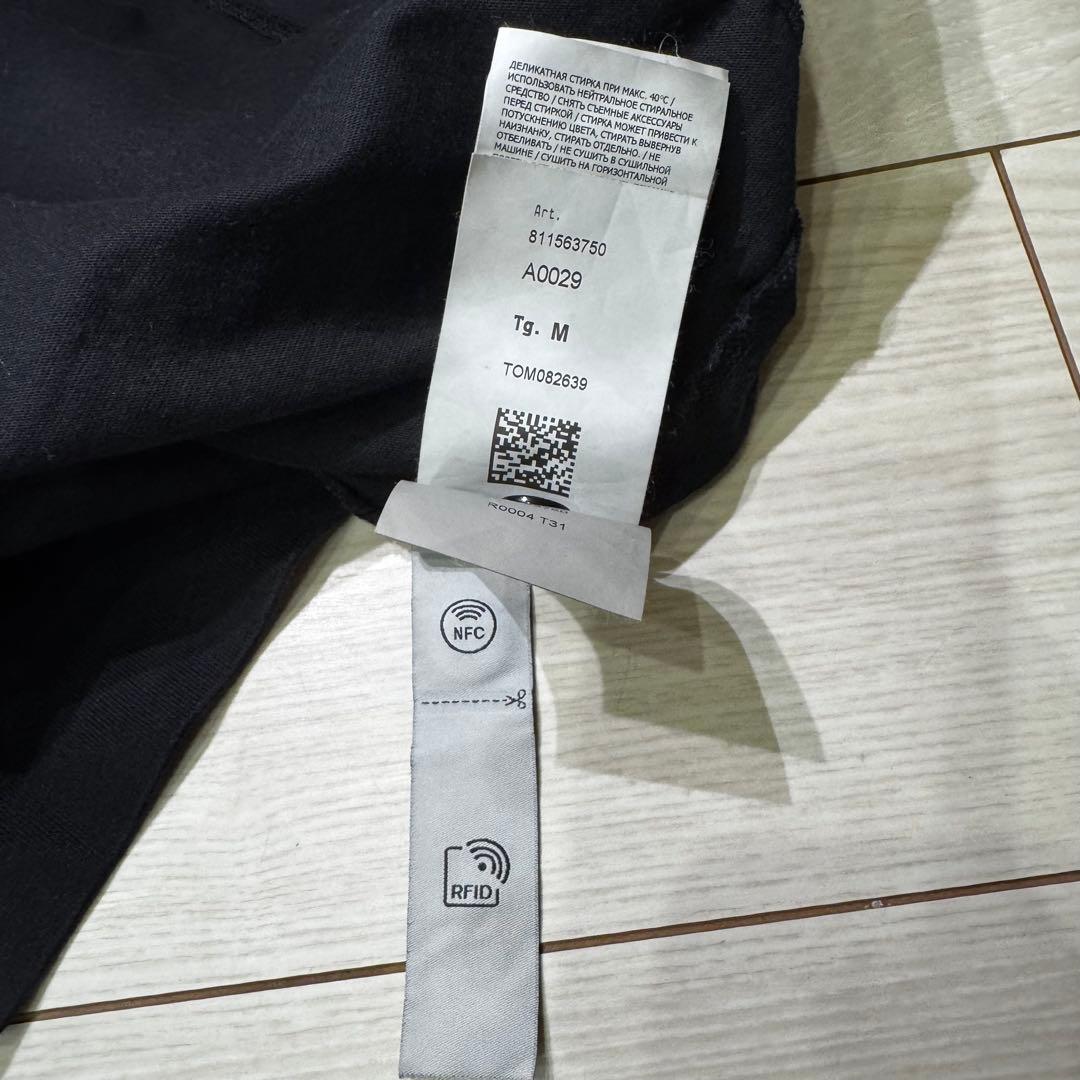 ДЕЛИКАТНАЯ СТИРКА ПРИ МАКС. 40°C /
ИСПОЛЬЗОВАТЬ НЕЙТРАЛЬНОЕ СТИРАЛЬНОЕ
СРЕДСТВО / СНЯТЬ СЪЕМНЫЕ АКСЕССУАРЫ
ПЕРЕД СТИРКОЙ / СТИРКА МОЖЕТ ПРИВЕСТИ К
ПОТУСКНЕНИЮ ЦВЕТА, СТИРАТЬ ВЫВЕРНУВ
НАИЗНАНКУ, СТИРАТЬ ОТДЕЛЬНО. / НЕ
ОТБЕЛИВАТЬ / НЕ СУШИТЬ В СУШИЛЬНОЙ
МАШИНЕ / СУШИТЬ НА ГОРИЗОНТАЛЬНОЙ
Art.
811563750
A0029
Tg. M
TOM082639
R0004 T31
NFC
RFID